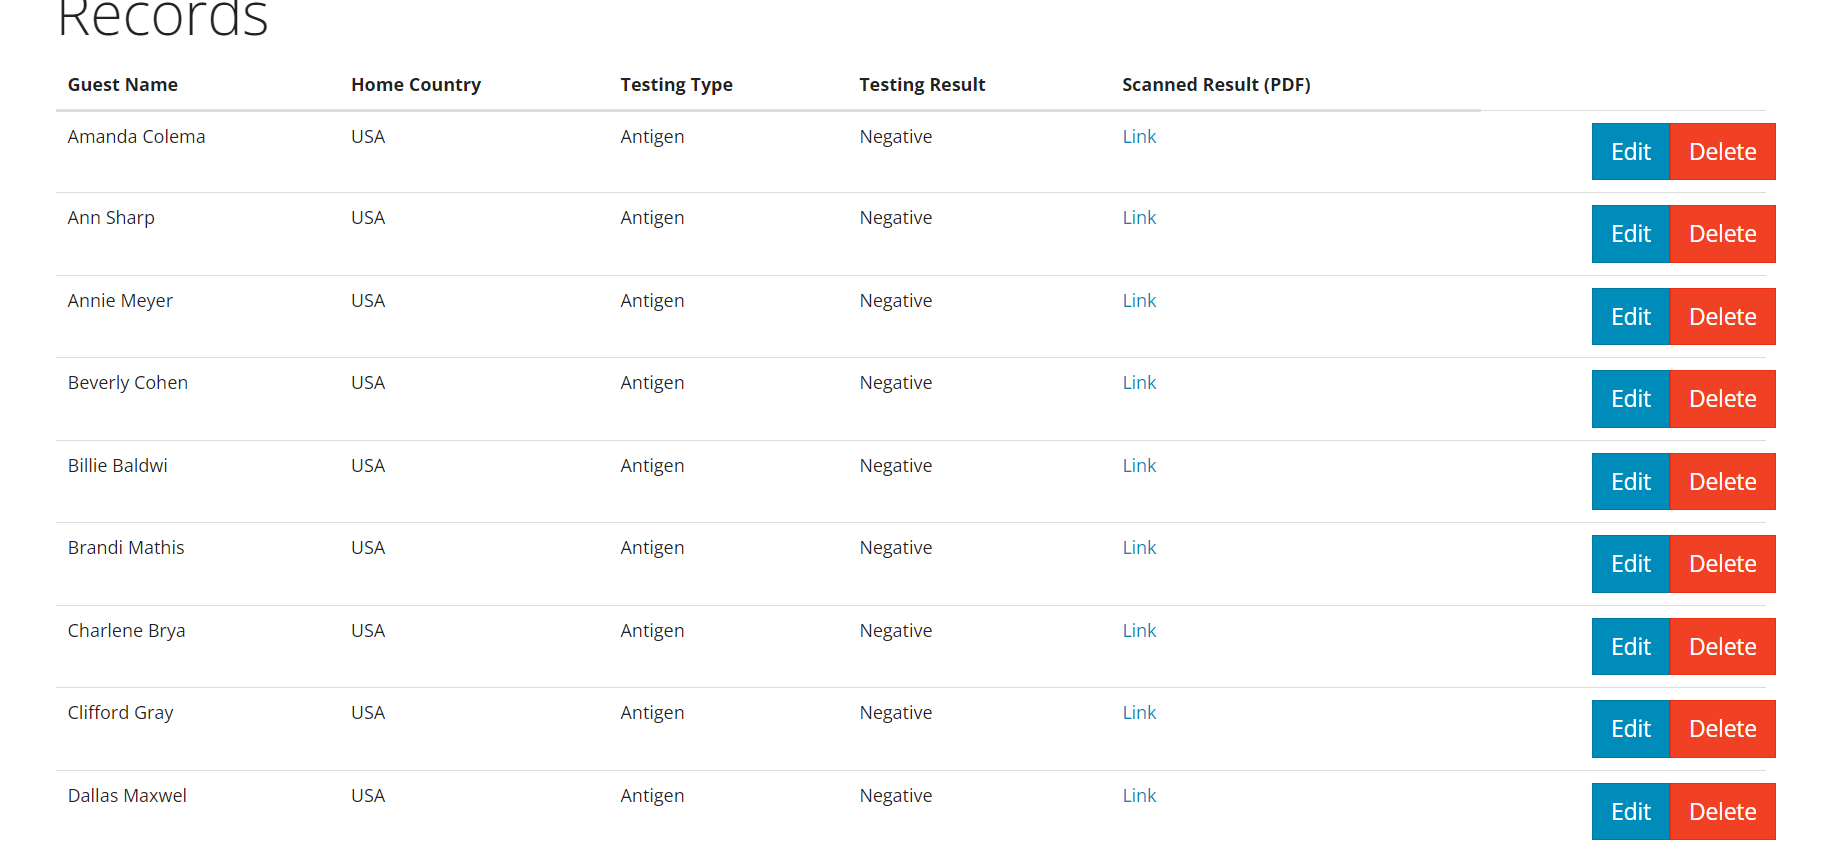 Records
Guest Name Home Country Testing Type Testing Result Scanned Result (PDF)
Amanda Colema USA Antigen Negative Link Edit Delete
Ann Sharp USA Antigen Negative Link Edit Delete
Annie Meyer USA Antigen Negative Link Edit Delete
Beverly Cohen USA Antigen Negative Link Edit Delete
Billie Baldwi USA Antigen Negative Link Edit Delete
Brandi Mathis USA Antigen Negative Link Edit Delete
Charlene Brya USA Antigen Negative Link Edit Delete
Clifford Gray USA Antigen Negative Link Edit Delete
Dallas Maxwel USA Antigen Negative Link Edit Delete